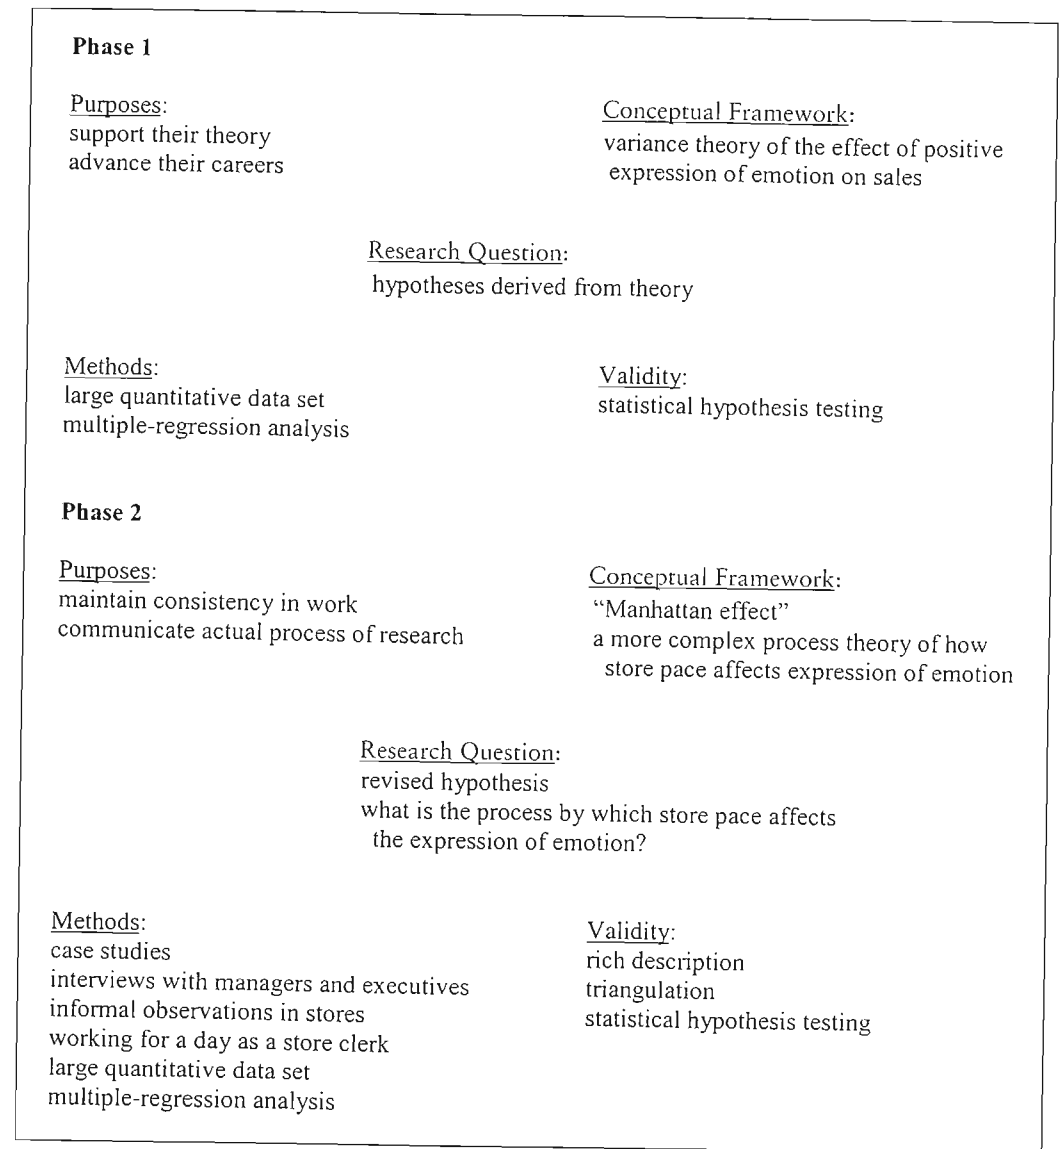 Phase 1
Purposes:
support their theory
advance their careers
Conceptual Framework:
variance theory of the effect of positive
expression of emotion on sales
Research Question:
hypotheses derived from theory
Methods:
large quantitative data set
multiple-regression analysis
Validity:
statistical hypothesis testing
Phase 2
Purposes:
maintain consistency in work
communicate actual process of research
Conceptual Framework:
“Manhattan effect”
a more complex process theory of how
store pace affects expression of emotion
Research Question:
revised hypothesis
what is the process by which store pace affects
the expression of emotion?
Methods:
case studies
interviews with managers and executives
informal observations in stores
working for a day as a store clerk
large quantitative data set
multiple-regression analysis
Validity:
rich description
triangulation
statistical hypothesis testing